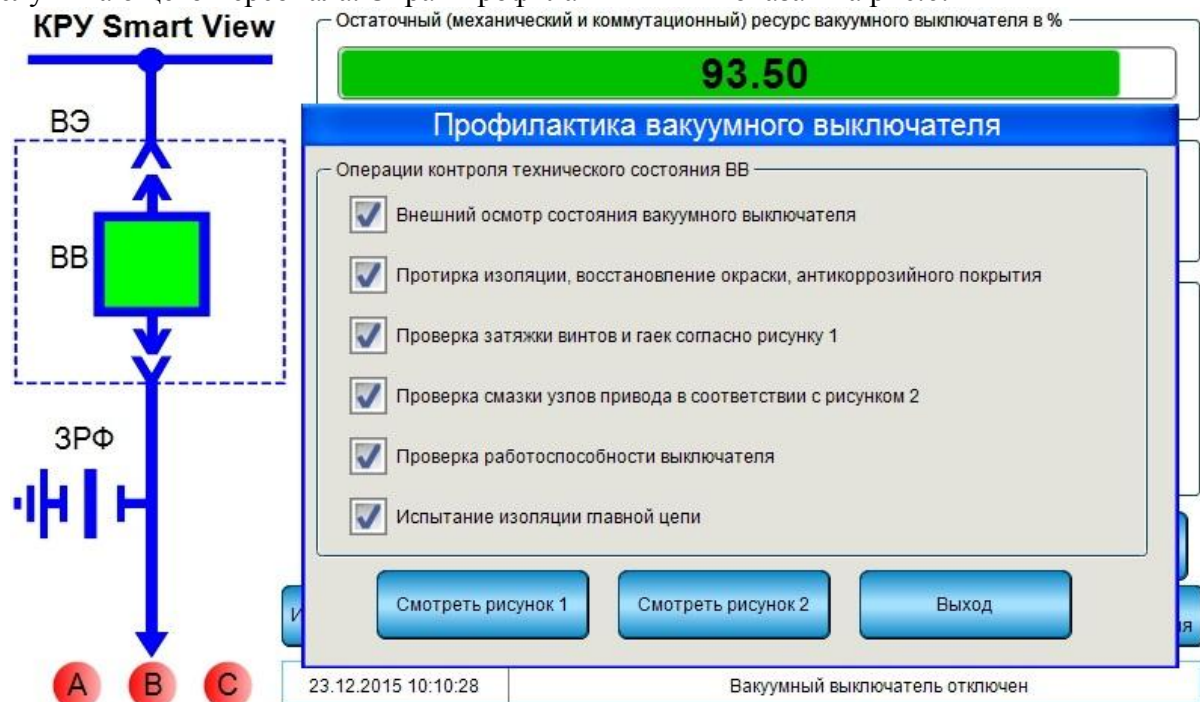 КРУ Smart View
Остаточный (механический и коммутационный) ресурс вакуумного выключателя в %
93.50
ВЭ
Профилактика вакуумного выключателя
Операции контроля технического состояния ВВ
Внешний осмотр состояния вакуумного выключателя
ВВ
Протирка изоляции, восстановление окраски, антикоррозийного покрытия
Проверка затяжки винтов и гаек согласно рисунку 1
Проверка смазки узлов привода в соответствии с рисунком 2
ЗРФ
Проверка работоспособности выключателя
Испытание изоляции главной цепи
Смотреть рисунок 1
Смотреть рисунок 2
Выход
A B C
23.12.2015 10:10:28
Вакуумный выключатель отключен